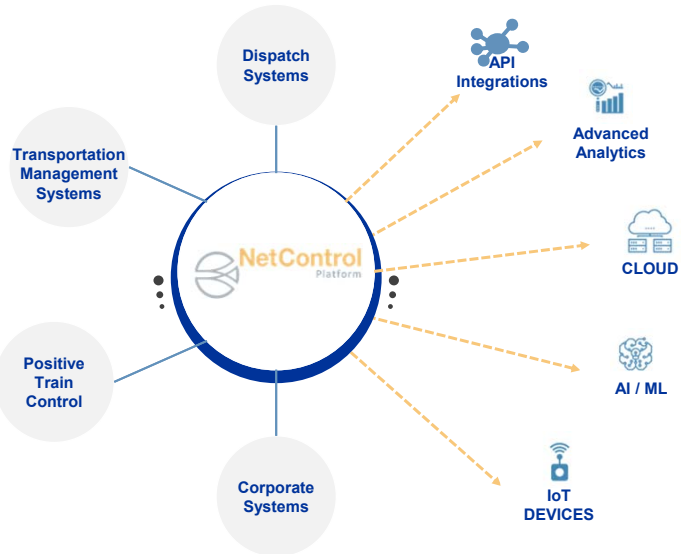 Dispatch
Systems
API
Integrations
Advanced
Analytics
Transportation
Management
Systems
NetControl
Platform
CLOUD
Positive
Train
Control
AI / ML
Corporate
Systems
IoT
DEVICES